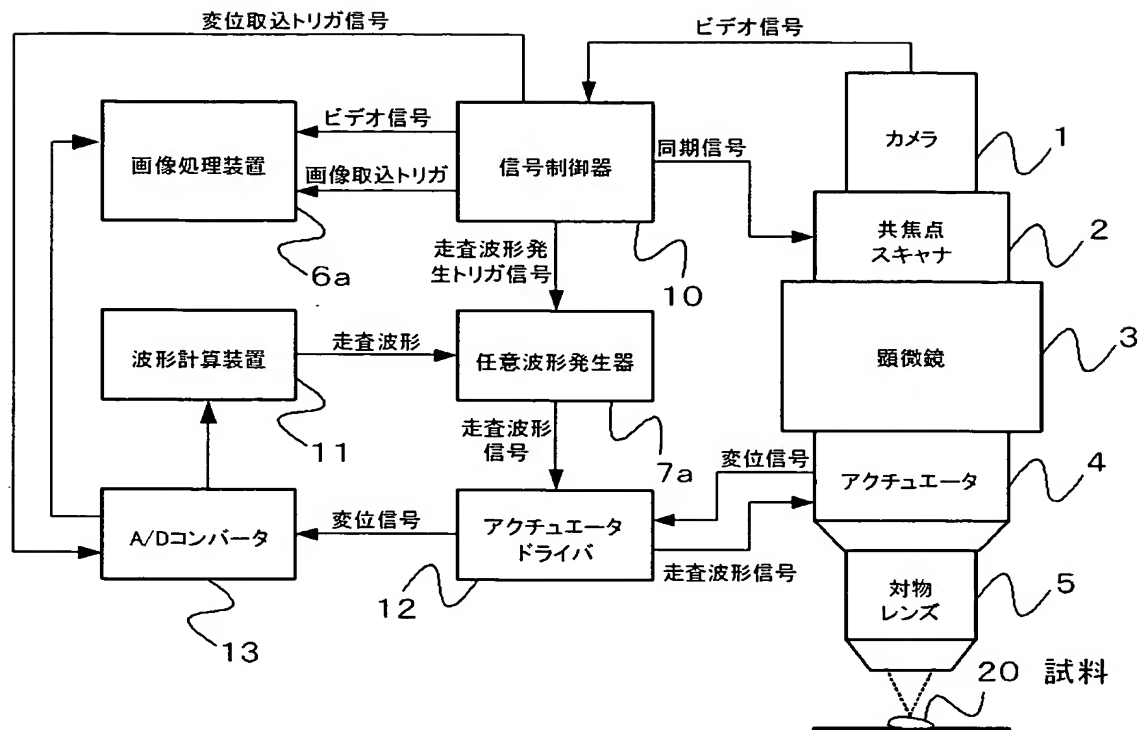 変位取込トリガ信号
ビデオ信号
カメラ
1
ビデオ信号
画像処理装置
画像取込トリガ
6a
信号制御器
10
同期信号
共焦点
スキャナ
2
走査波形発
生トリガ信号
顕微鏡
3
波形計算装置
11
走査波形
任意波形発生器
7a
走査波形
信号
変位信号
アクチュエータ
4
A/Dコンバータ
13
変位信号
アクチュエータ
ドライバ
12
走査波形信号
対物
レンズ
5
20 試料